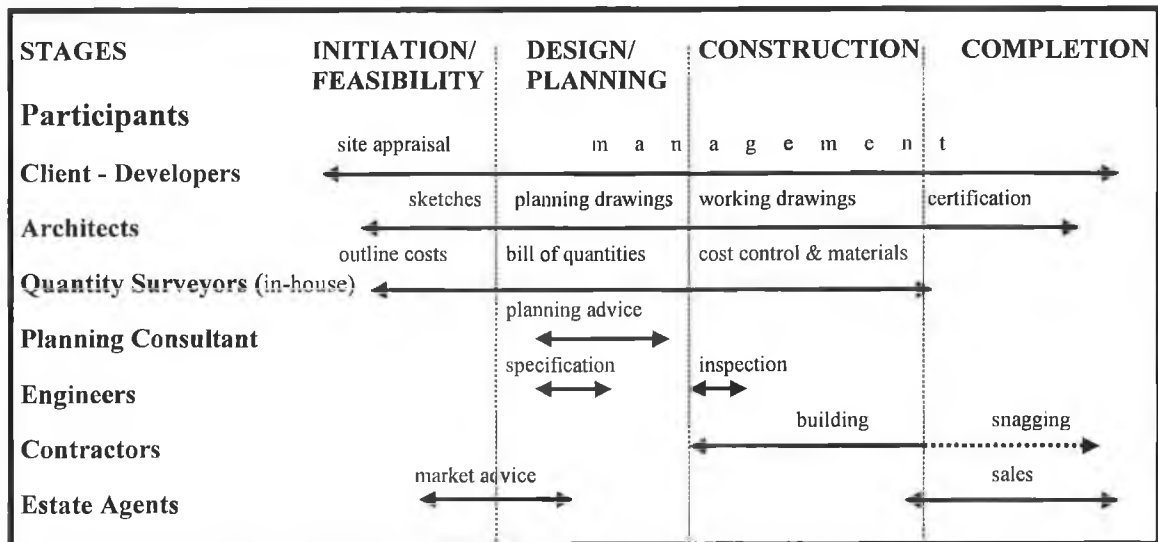 STAGES INITIATION/ DESIGN/ CONSTRUCTION COMPLETION
FEASIBILITY PLANNING
Participants
site appraisal m a n a g e m e n t
Client - Developers
sketches planning drawings working drawings certification
Architects
outline costs bill of quantities cost control & materials
Quantity Surveyors (in-house)
planning advice
Planning Consultant
specification inspection
Engineers
building snagging
Contractors
market advice sales
Estate Agents